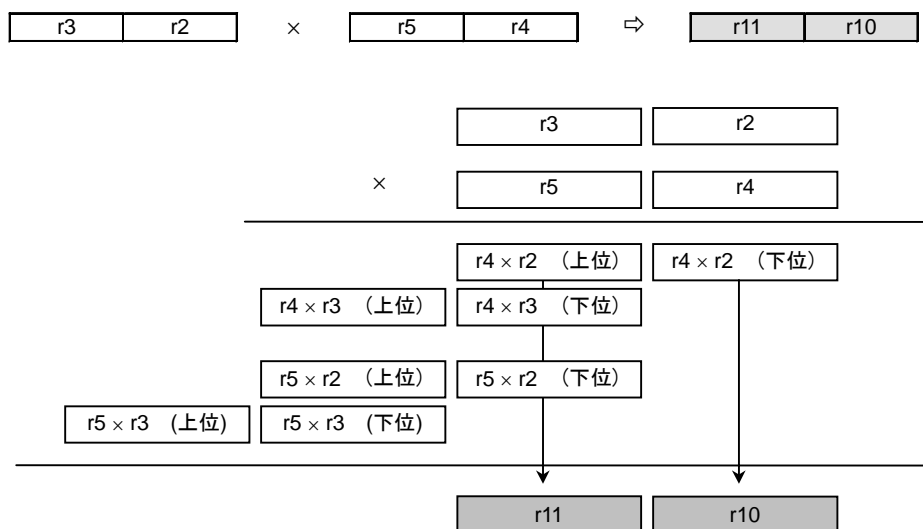 r3 r2 × r5 r4 ⇨ r11 r10
r3 r2
× r5 r4
r4 × r2 （上位） r4 × r2 （下位）
r4 × r3 （上位） r4 × r3 （下位）
r5 × r2 （上位） r5 × r2 （下位）
r5 × r3 (上位) r5 × r3 (下位)
r11 r10